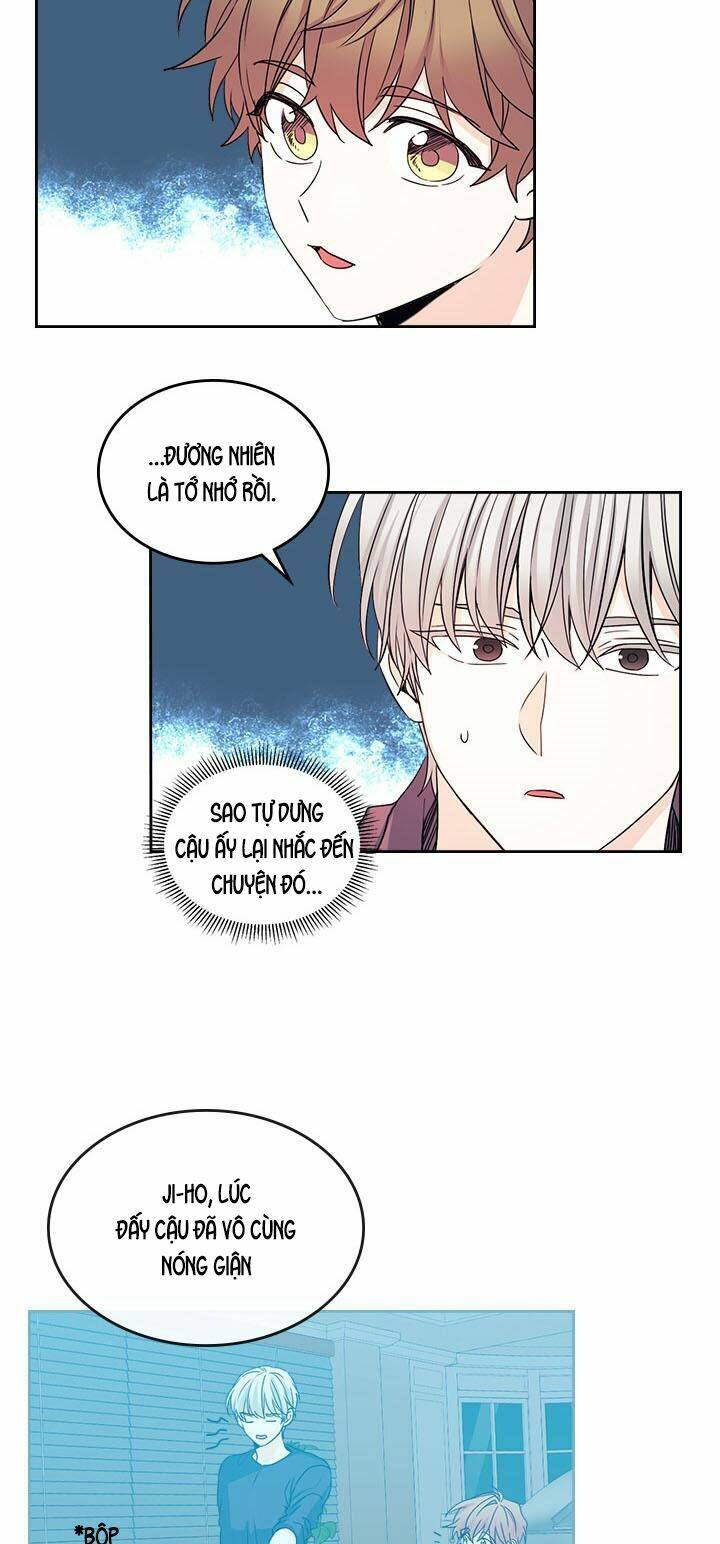 ...ĐƯƠNG NHIÊN
LÀ TỚ NHỚ RỒI.
SAO TỰ DƯNG
CẬU ẤY LẠI NHẮC ĐẾN
CHUYỆN ĐÓ...
JI-HO, LÚC
ĐẤY CẬU ĐÃ VÔ CÙNG
NÓNG GIẬN
*BỘP